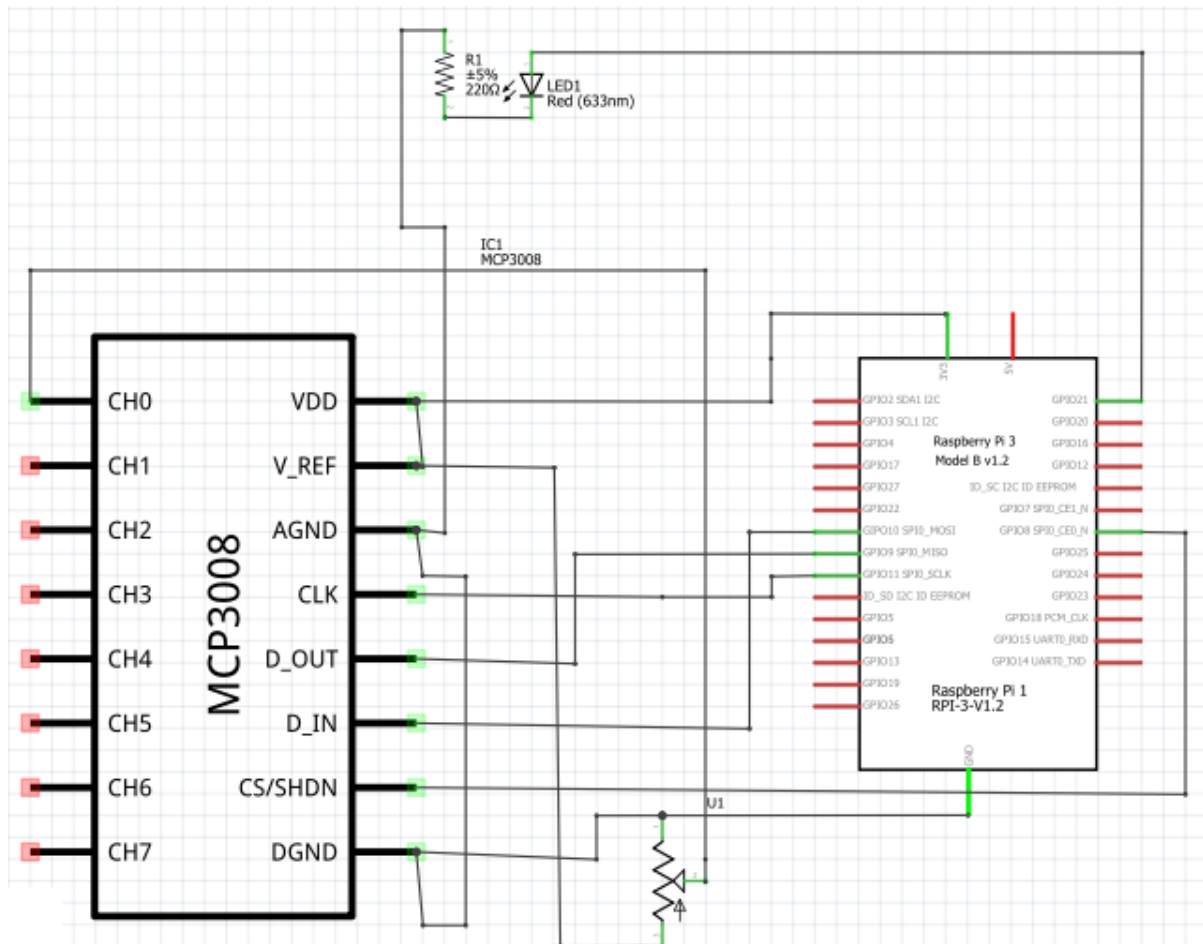 R1
±5%
220Ω
LED1
Red (633nm)
IC1
MCP3008
CH0
CH1
CH2
CH3
CH4
CH5
CH6
CH7
MCP3008
VDD
V_REF
AGND
CLK
D_OUT
D_IN
CS/SHDN
DGND
3V3
5V
GPIO2 SDA1 I2C
GPIO3 SCL1 I2C
GPIO4
GPIO17
GPIO27
GPIO22
GIPO10 SPI0_MOSI
GPIO9 SPI0_MISO
GPIO11 SPI0_SCLK
ID_SD I2C ID EEPROM
GPIO5
GPIO6
GPIO13
GPIO19
GPIO26
Raspberry Pi 3
Model B v1.2
GPIO21
GPIO20
GPIO16
GPIO12
ID_SC I2C ID EEPROM
GPIO7 SPI0_CE1_N
GPIO8 SPI0_CE0_N
GPIO25
GPIO24
GPIO23
GPIO18 PCM_CLK
GPIO15 UART0_RXD
GPIO14 UART0_TXD
Raspberry Pi 1
RPI-3-V1.2
GND
U1